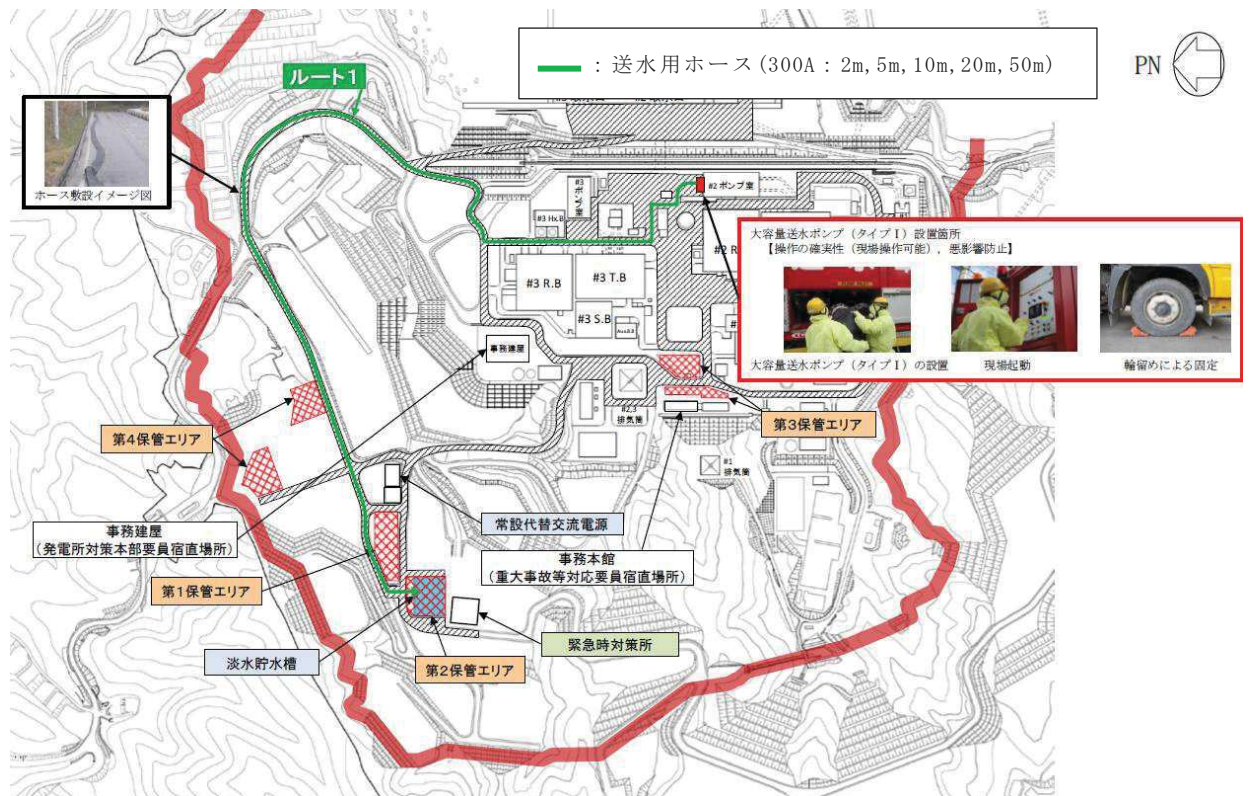 ━ : 送水用ホース(300A : 2m,5m,10m,20m,50m)
PN
ルート1
ホース敷設イメージ図
#3
ポンプ室
#2 ポンプ室
#3 Hx.B
大容量送水ポンプ（タイプⅠ）設置箇所
【操作の確実性（現場操作可能），悪影響防止】
大容量送水ポンプ（タイプⅠ）の設置
現場起動
輪留めによる固定
#2 R
#3 R.B
#3 T.B
#3 S.B
Aux.B.B
事務建屋
#2,3
排気筒
第3保管エリア
#1
排気筒
第4保管エリア
事務建屋
（発電所対策本部要員宿直場所）
常設代替交流電源
事務本館
（重大事故等対応要員宿直場所）
第1保管エリア
緊急時対策所
淡水貯水槽
第2保管エリア